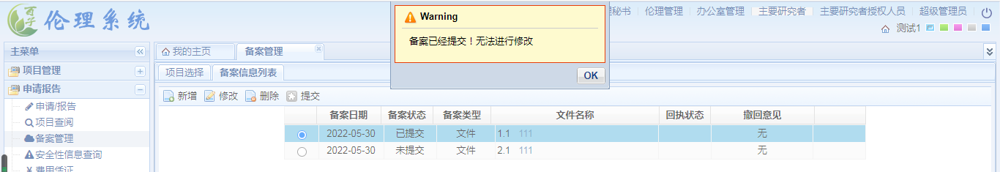 百年 伦理系统
Warning
备案已经提交！无法进行修改
OK
理秘书 伦理管理 办公室管理 主要研究者 主要研究者授权人员 超级管理员
测试1
主菜单
我的主页 备案管理
项目管理
项目选择 备案信息列表
申请报告
新增 修改 删除 提交
申请/报告
项目查阅
备案管理
安全性信息查询
费用凭证
备案日期 备案状态 备案类型 文件名称 回执状态 撤回意见
2022-05-30 已提交 文件 1.1 111 无
2022-05-30 未提交 文件 2.1 111 无